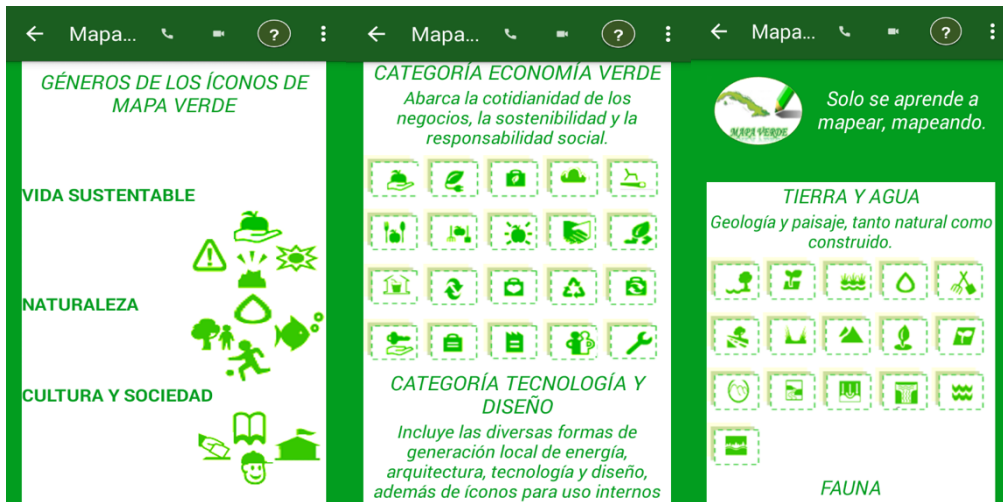 Mapa...
?
GÉNEROS DE LOS ÍCONOS DE
MAPA VERDE
VIDA SUSTENTABLE
NATURALEZA
CULTURA Y SOCIEDAD
Mapa...
?
CATEGORÍA ECONOMÍA VERDE
Abarca la cotidianidad de los
negocios, la sostenibilidad y la
responsabilidad social.
CATEGORÍA TECNOLOGÍA Y
DISEÑO
Incluye las diversas formas de
generación local de energía,
arquitectura, tecnología y diseño,
además de íconos para uso internos
Mapa...
?
MAPA VERDE
Solo se aprende a
mapear, mapeando.
TIERRA Y AGUA
Geología y paisaje, tanto natural como
construido.
FAUNA